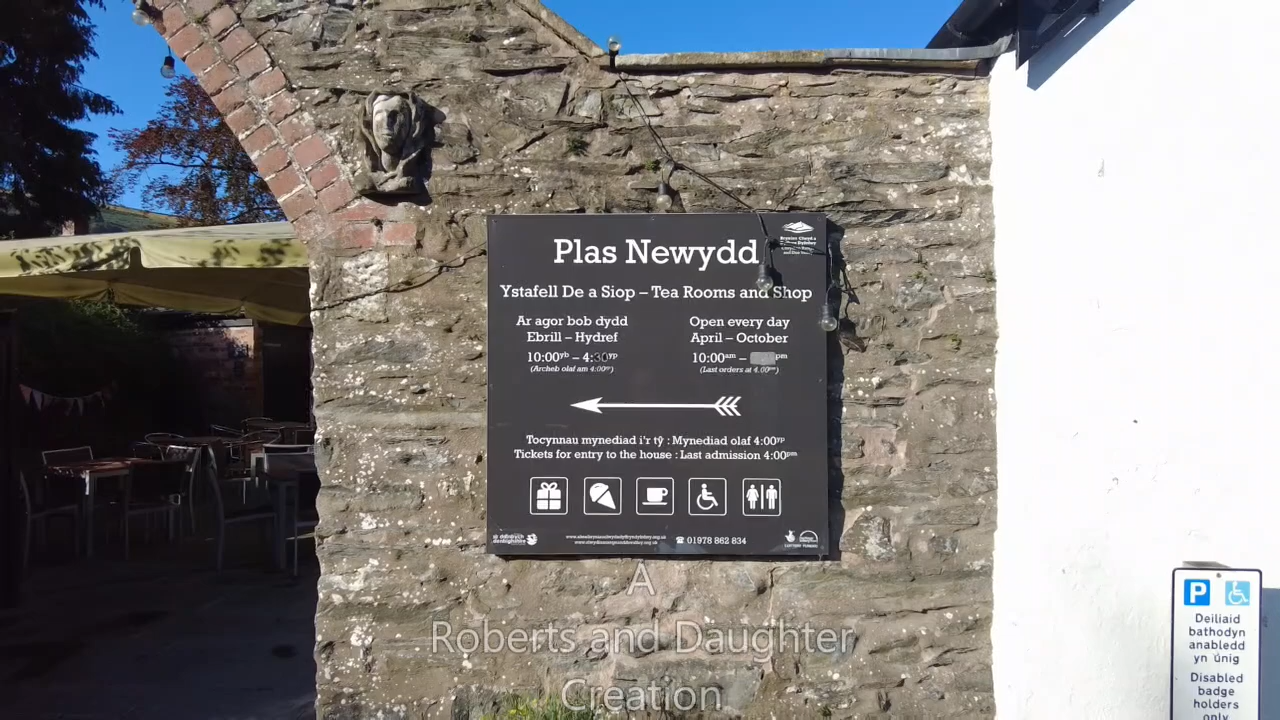 Plas Newydd
Ystafell De a Siop – Tea Rooms and Shop
Ar agor bob dydd
Ebrill – Hydref
10:00yb – 4:30yp
(Archeb olaf am 4:00yp)
Open every day
April – October
10:00am – pm
(Last orders at 4.00pm)
Tocynnau mynediad i'r tŷ : Mynediad olaf 4:00yp
Tickets for entry to the house : Last admission 4:00pm
01978 862 834
A
Roberts and Daughter
Creation
P
Deiliaid
bathodyn
anabledd
yn ùnig
Disabled
badge
holders
only